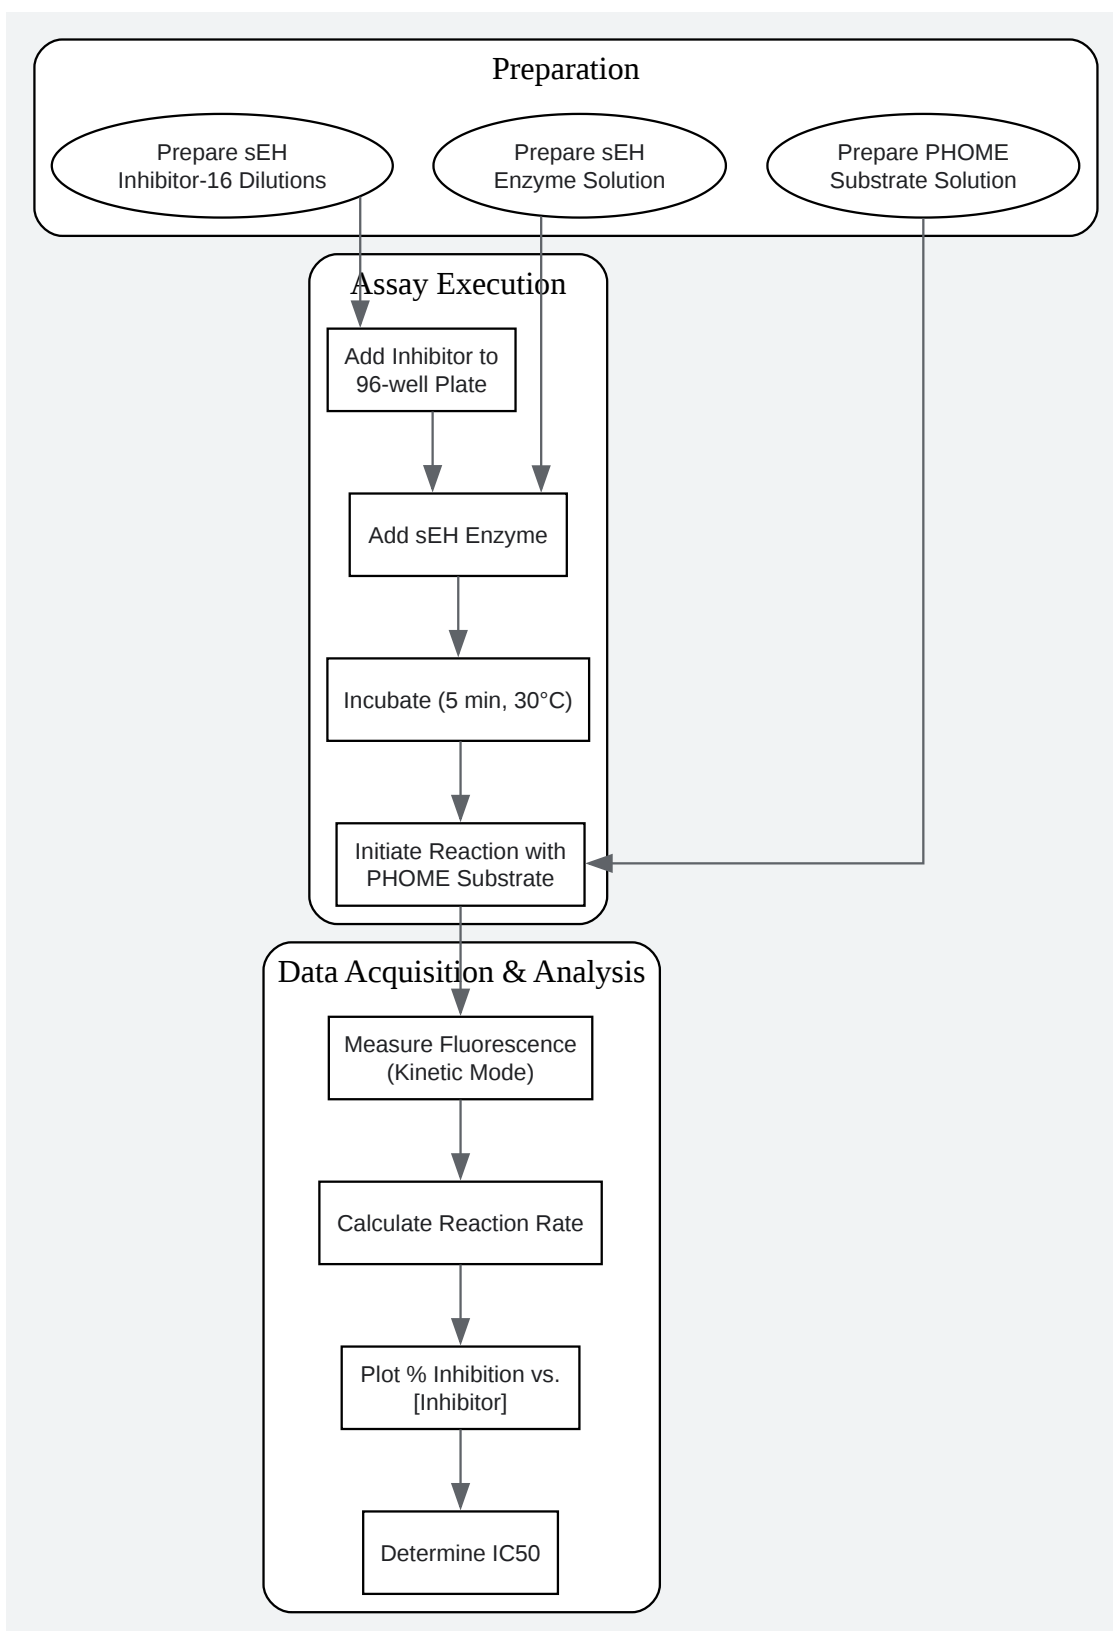 Preparation
Prepare sEH
Inhibitor-16 Dilutions
Prepare sEH
Enzyme Solution
Prepare PHOME
Substrate Solution
Assay Execution
Add Inhibitor to
96-well Plate
Add sEH Enzyme
Incubate (5 min, 30°C)
Initiate Reaction with
PHOME Substrate
Data Acquisition & Analysis
Measure Fluorescence
(Kinetic Mode)
Calculate Reaction Rate
Plot % Inhibition vs.
[Inhibitor]
Determine IC50